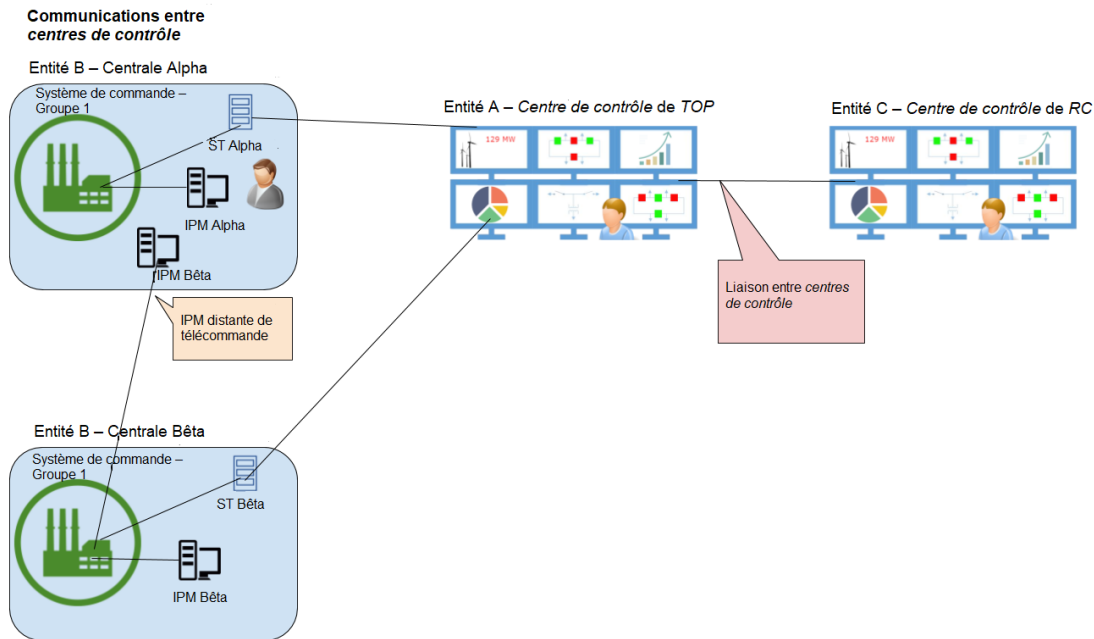 Communications entre
centres de contrôle
Entité B – Centrale Alpha
Système de commande –
Groupe 1
ST Alpha
IPM Alpha
IPM Bêta
IPM distante de
télécommande
Entité A – Centre de contrôle de TOP
129 MW
Entité C – Centre de contrôle de RC
129 MW
Liaison entre centres
de contrôle
Entité B – Centrale Bêta
Système de commande –
Groupe 1
ST Bêta
IPM Bêta